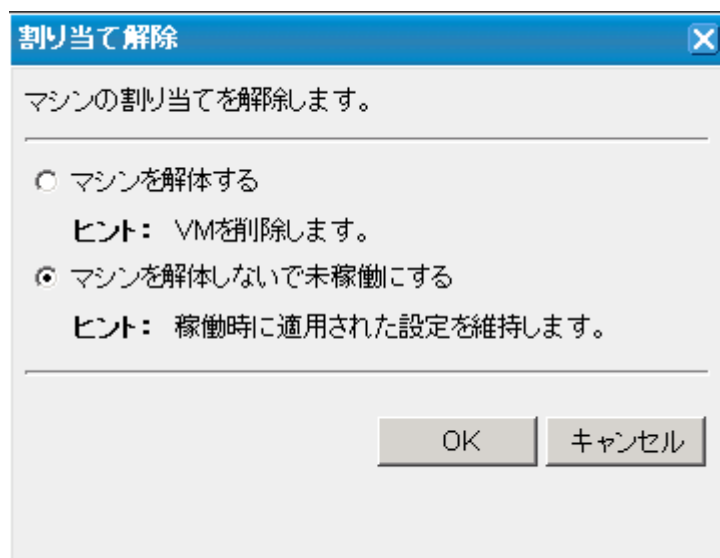 割り当て解除
マシンの割り当てを解除します。
マシンを解体する
ヒント： VMを削除します。
マシンを解体しないで未稼働にする
ヒント： 稼働時に適用された設定を維持します。
OK キャンセル